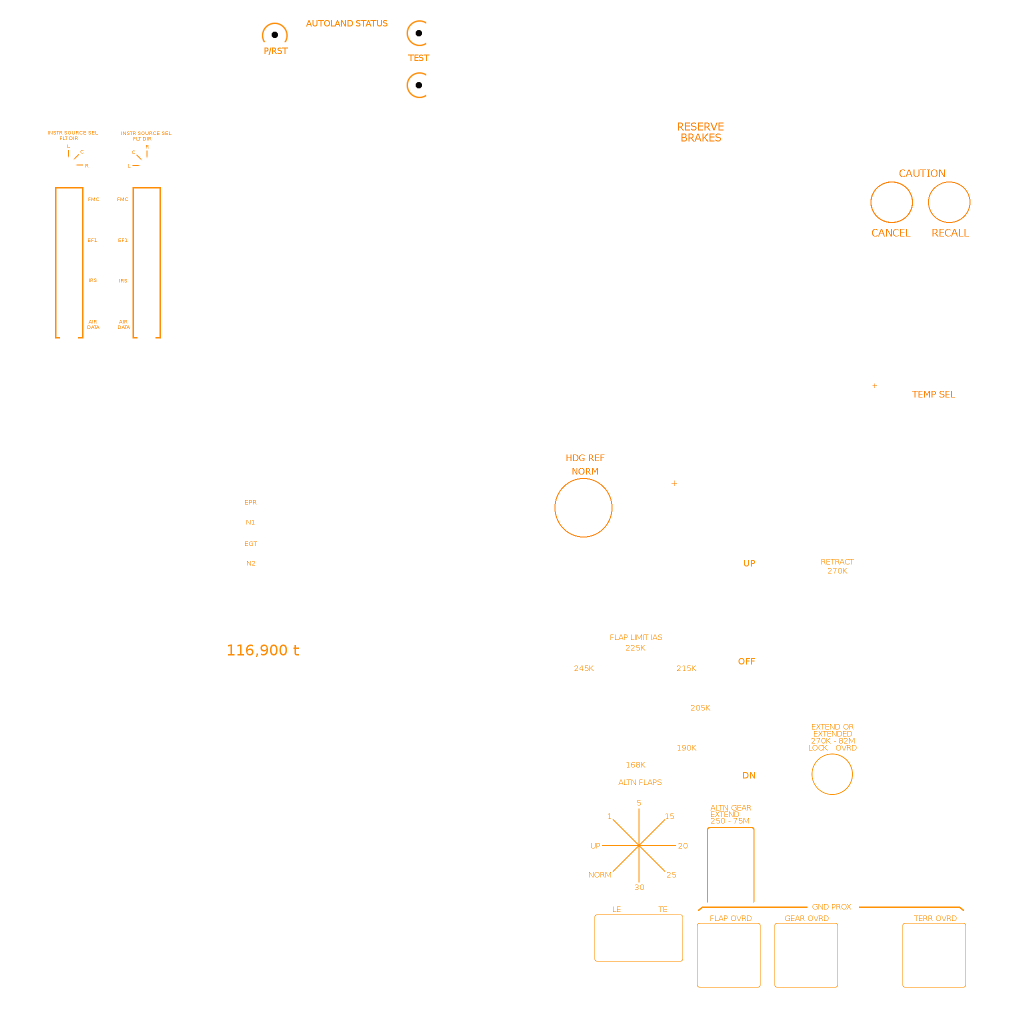 AUTOLAND STATUS
P/RST
TEST
RESERVE
BRAKES
INSTR SOURCE SEL
FLT DIR
L
C
R
INSTR SOURCE SEL
FLT DIR
R
C
L
CAUTION
CANCEL
RECALL
FMC
FMC
EFI
EFI
IRS
IRS
AIR
DATA
AIR
DATA
TEMP SEL
HDG REF
NORM
EPR
N1
EGT
N2
UP
RETRACT
270K
116,900 t
FLAP LIMIT IAS
225K
245K
215K
OFF
205K
190K
168K
EXTEND OR
EXTENDED
270K - 82M
LOCK OVRD
DN
ALTN FLAPS
5
1
15
UP
20
NORM
25
30
ALTN GEAR
EXTEND
250 - 75M
LE
TE
GND PROX
FLAP OVRD
GEAR OVRD
TERR OVRD